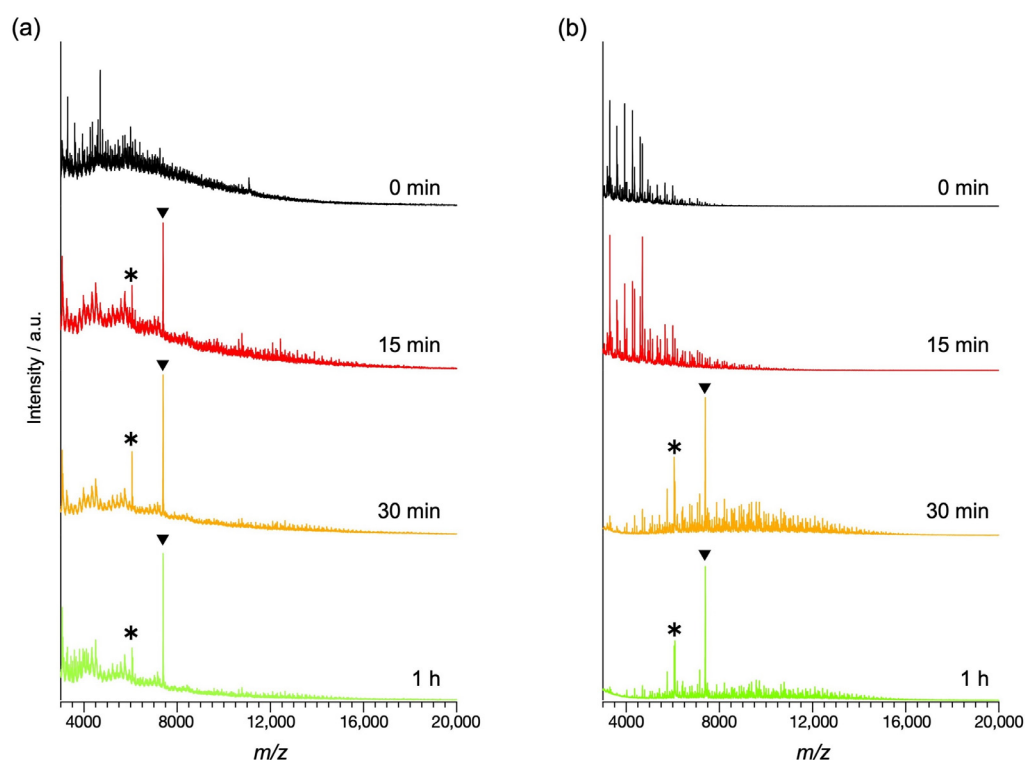 (a)
(b)
Intensity / a.u.
0 min
0 min
▼
* 15 min
15 min
▼
▼
*
*
30 min
30 min
▼
▼
*
*
1 h
1 h
4000 8000 12,000 16,000 20,000
4000 8000 12,000 16,000 20,000
m/z
m/z